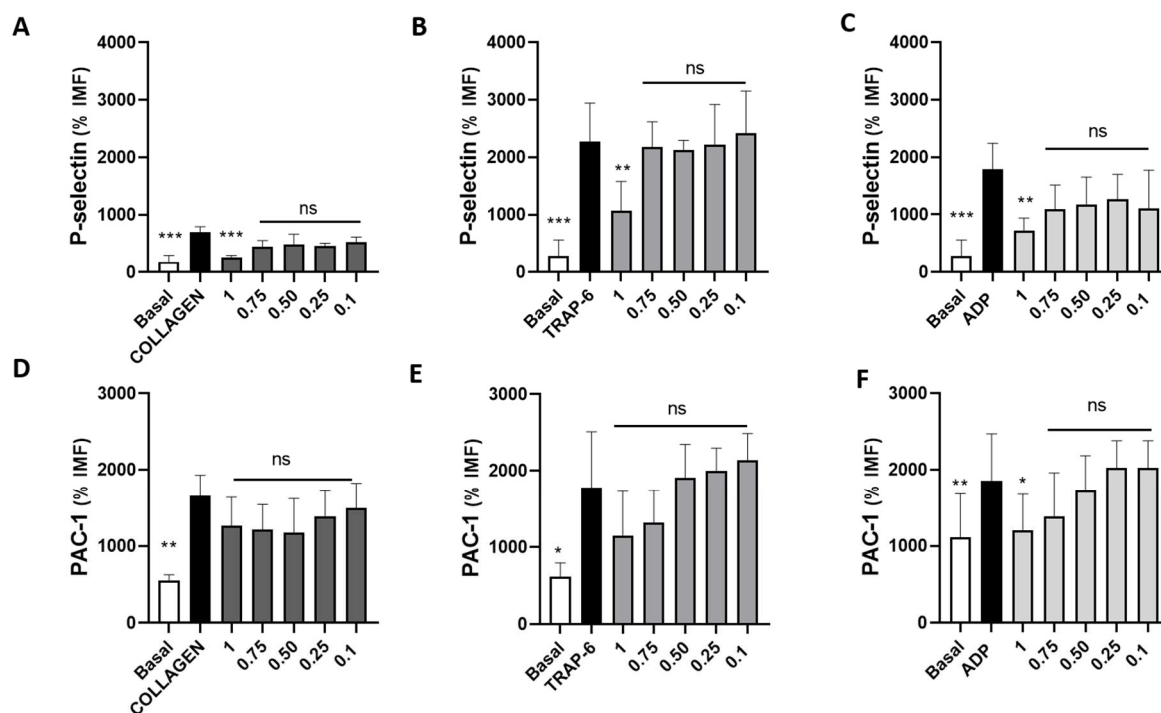 A
P-selectin (% IMF)
4000
3000
2000
1000
0
ns
***
***
Basal
COLLAGEN
1
0.75
0.50
0.25
0.1
B
P-selectin (% IMF)
4000
3000
2000
1000
0
ns
***
**
Basal
TRAP-6
1
0.75
0.50
0.25
0.1
C
P-selectin (% IMF)
4000
3000
2000
1000
0
ns
***
**
Basal
ADP
1
0.75
0.50
0.25
0.1
D
PAC-1 (% IMF)
3000
2000
1000
0
ns
**
Basal
COLLAGEN
1
0.75
0.50
0.25
0.1
E
PAC-1 (% IMF)
3000
2000
1000
0
ns
*
Basal
TRAP-6
1
0.75
0.50
0.25
0.1
F
PAC-1 (% IMF)
3000
2000
1000
0
ns
**
*
Basal
ADP
1
0.75
0.50
0.25
0.1